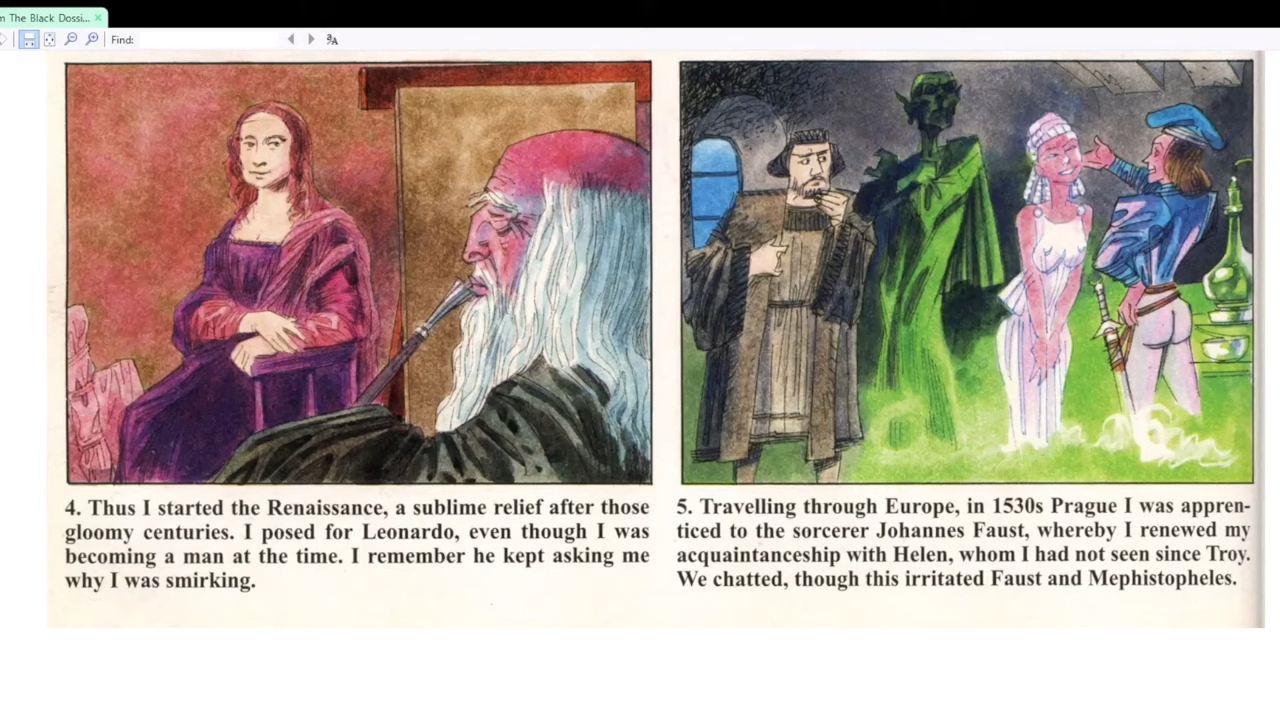 m The Black Dossi...
Find:
4. Thus I started the Renaissance, a sublime relief after those
gloomy centuries. I posed for Leonardo, even though I was
becoming a man at the time. I remember he kept asking me
why I was smirking.
5. Travelling through Europe, in 1530s Prague I was appren-
ticed to the sorcerer Johannes Faust, whereby I renewed my
acquaintanceship with Helen, whom I had not seen since Troy.
We chatted, though this irritated Faust and Mephistopheles.